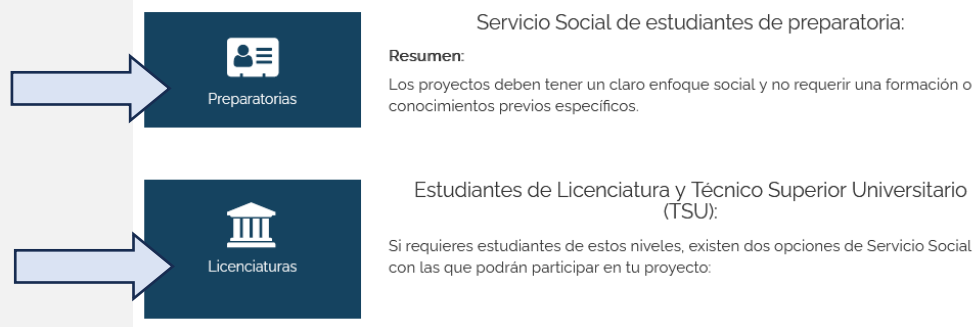 Preparatorias
Servicio Social de estudiantes de preparatoria:
Resumen:
Los proyectos deben tener un claro enfoque social y no requerir una formación o
conocimientos previos específicos.
Licenciaturas
Estudiantes de Licenciatura y Técnico Superior Universitario
(TSU):
Si requieres estudiantes de estos niveles, existen dos opciones de Servicio Social
con las que podrán participar en tu proyecto: